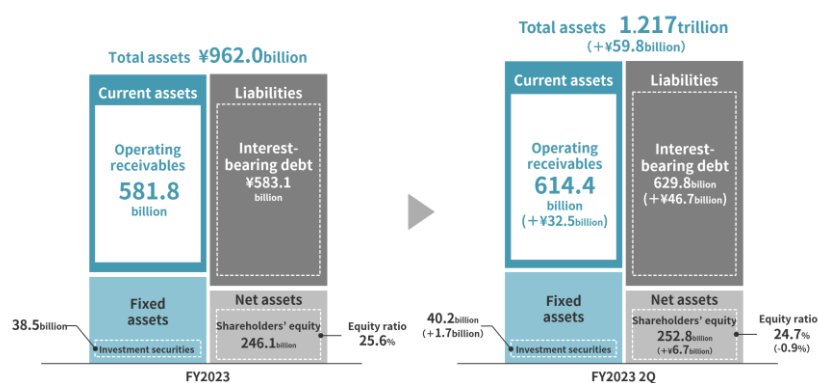 Total assets ¥962.0billion
Current assets
Liabilities
Operating
receivables
581.8
billion
Interest-
bearing debt
¥583.1
billion
Fixed
assets
Net assets
Shareholders' equity
246.1billion
38.5billion
Investment securities
Equity ratio
25.6%
FY2023
Total assets 1.217trillion
(+¥59.8billion)
Current assets
Liabilities
Operating
receivables
614.4
billion
(+¥32.5billion)
Interest-
bearing debt
629.8bilion
(+¥46.7billion)
Fixed
assets
Net assets
Shareholders' equity
252.8billion
(+¥6.7billion)
40.2billion
(+1.7billion)
Investment securities
Equity ratio
24.7%
(-0.9%)
FY2023 2Q